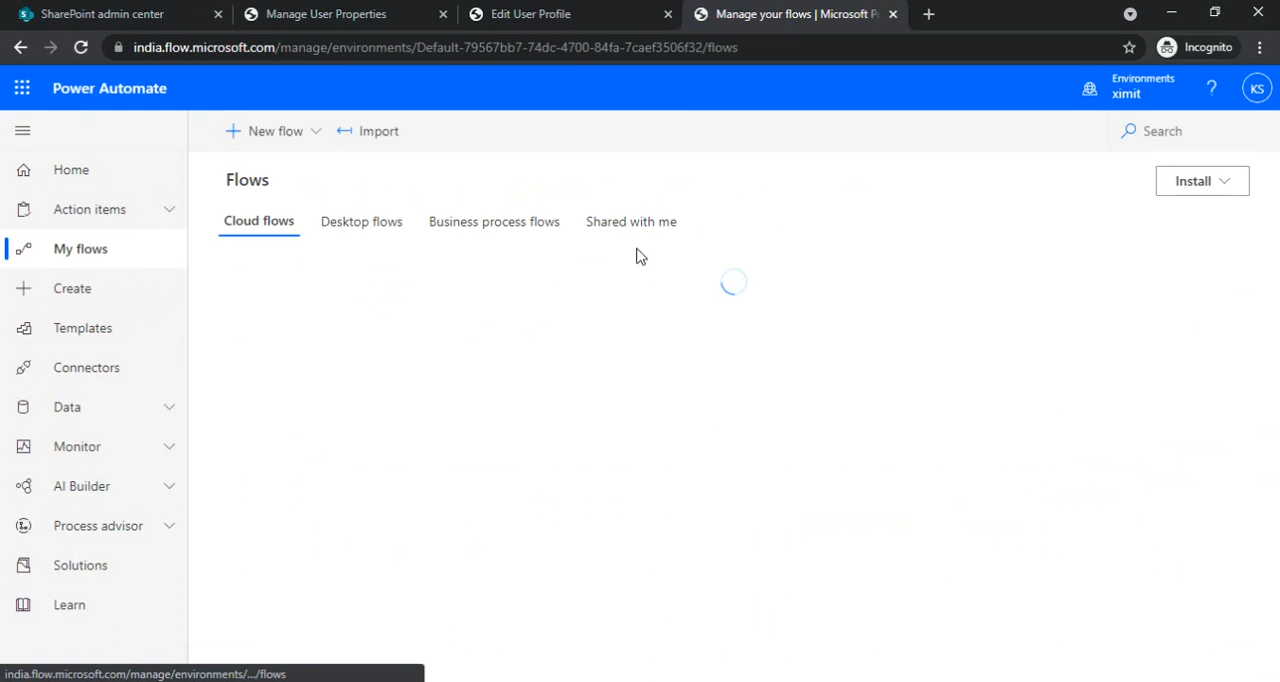 SharePoint admin center
Manage User Properties
Edit User Profile
Manage your flows | Microsoft P
india.flow.microsoft.com/manage/environments/Default-79567bb7-74dc-4700-84fa-7caef3506f32/flows
Incognito
Power Automate
Environments
ximit
?
KS
New flow
Import
Search
Home
Action items
My flows
Create
Templates
Connectors
Data
Monitor
AI Builder
Process advisor
Solutions
Learn
Flows
Install
Cloud flows
Desktop flows
Business process flows
Shared with me
india.flow.microsoft.com/manage/environments/.../flows